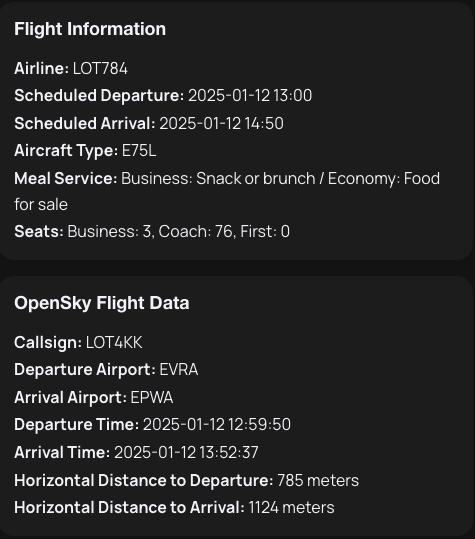 Flight Information
Airline: LOT784
Scheduled Departure: 2025-01-12 13:00
Scheduled Arrival: 2025-01-12 14:50
Aircraft Type: E75L
Meal Service: Business: Snack or brunch / Economy: Food
for sale
Seats: Business: 3, Coach: 76, First: 0
OpenSky Flight Data
Callsign: LOT4KK
Departure Airport: EVRA
Arrival Airport: EPWA
Departure Time: 2025-01-12 12:59:50
Arrival Time: 2025-01-12 13:52:37
Horizontal Distance to Departure: 785 meters
Horizontal Distance to Arrival: 1124 meters